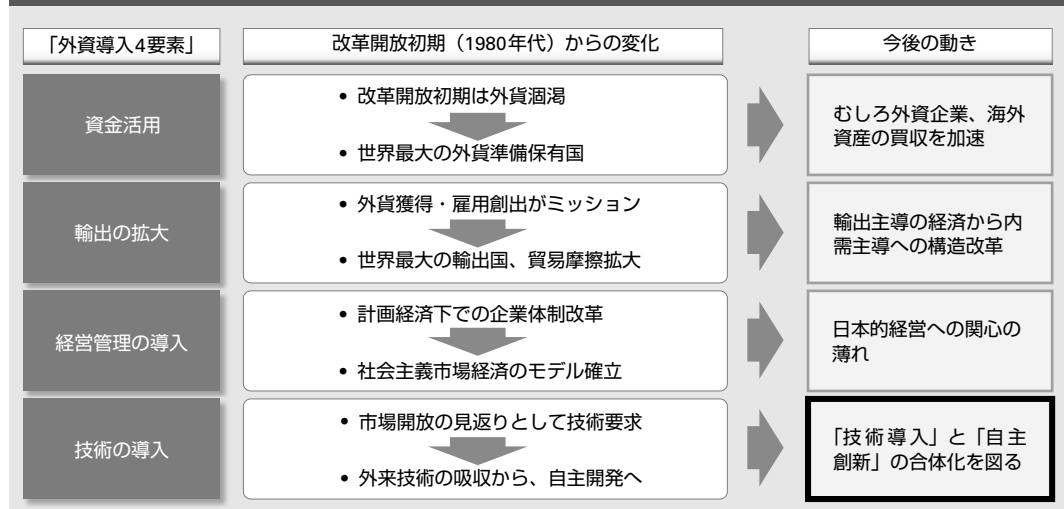 「外資導入4要素」
改革開放初期（1980年代）からの変化
今後の動き
資金活用
• 改革開放初期は外貨涸渇
• 世界最大の外貨準備保有国
むしろ外資企業、海外
資産の買収を加速
輸出の拡大
• 外貨獲得・雇用創出がミッション
• 世界最大の輸出国、貿易摩擦拡大
輸出主導の経済から内
需主導への構造改革
経営管理の導入
• 計画経済下での企業体制改革
• 社会主義市場経済のモデル確立
日本的経営への関心の
薄れ
技術の導入
• 市場開放の見返りとして技術要求
• 外来技術の吸収から、自主開発へ
「技術導入」と「自主
創新」の合体化を図る